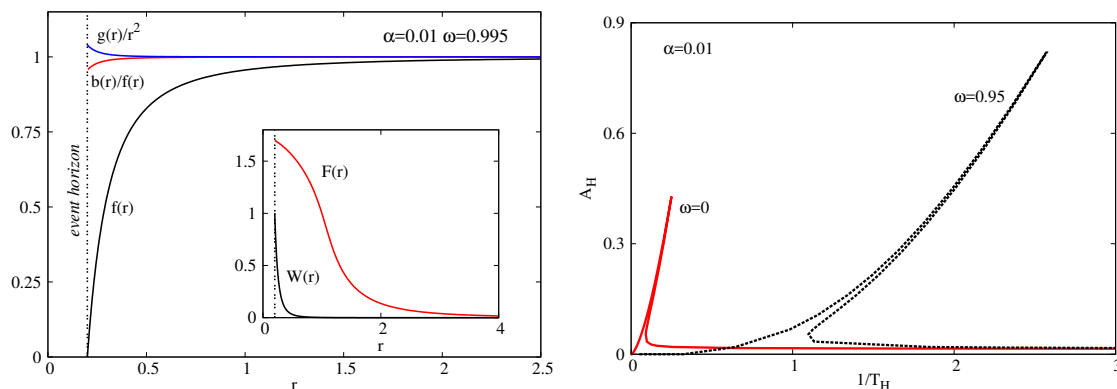 g(r)/r²
α=0.01 ω=0.995
1
b(r)/f(r)
0.75
event horizon
f(r)
0.5
0.25
0
0
0.5
1
1.5
2
2.5
r
1.5
1
0.5
0
F(r)
W(r)
0
2
4
r
0.9
α=0.01
ω=0.95
0.6
A_H
ω=0
0.3
0
0
1
2
3
1/T_H